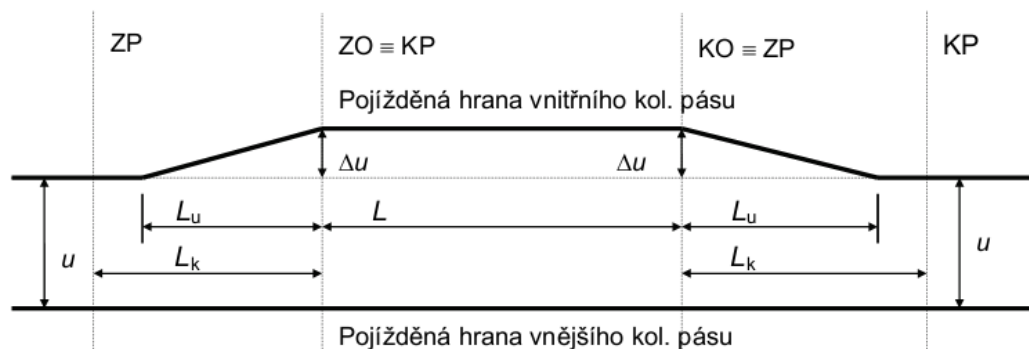 ZP ZO ≡ KP KO ≡ ZP KP
Pojížděná hrana vnitřního kol. pásu
Δu Δu
Lu L Lu
u Lk Lk u
Pojížděná hrana vnějšího kol. pásu